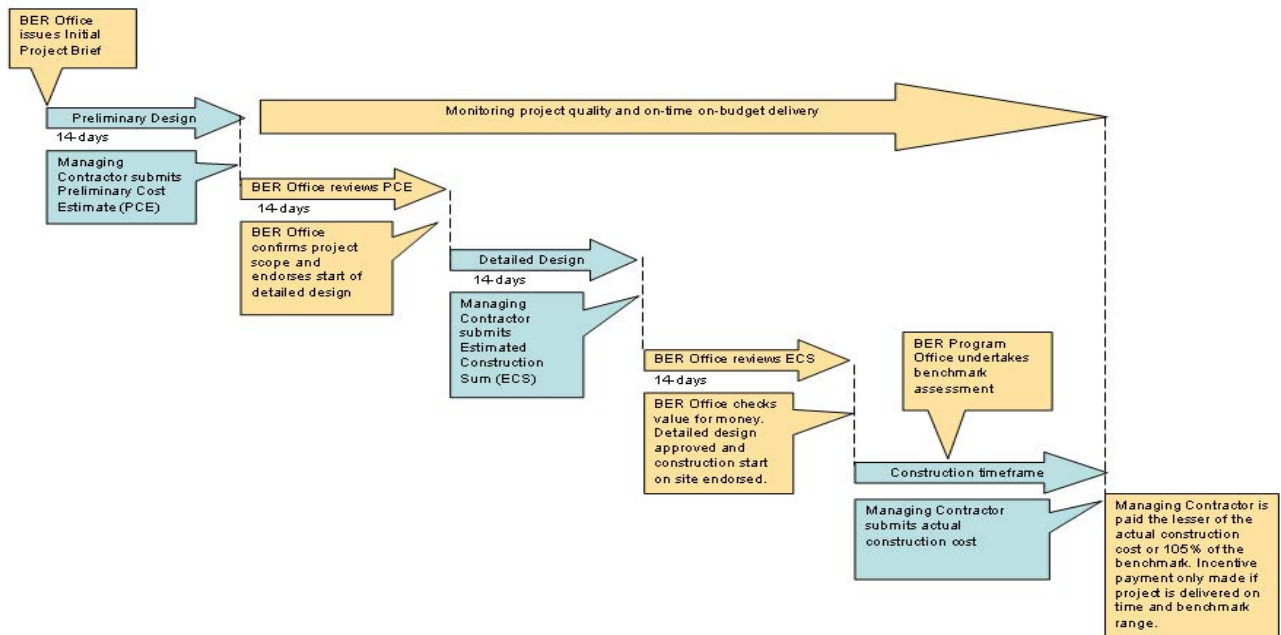 BER Office
issues Initial
Project Brief
Preliminary Design
14-days
Managing
Contractor submits
Preliminary Cost
Estimate (PCE)
Monitoring project quality and on-time on-budget delivery
BER Office reviews PCE
14-days
BER Office
confirms project
scope and
endorses start of
detailed design
Detailed Design
14-days
Managing
Contractor
submits
Estimated
Construction
Sum (ECS)
BER Office reviews ECS
14-days
BER Office checks
value for money.
Detailed design
approved and
construction start
on site endorsed.
BER Program
Office undertakes
benchmark
assessment
Construction timeframe
Managing Contractor
submits actual
construction cost
Managing Contractor is
paid the lesser of the
actual construction
cost or 105% of the
benchmark. Incentive
payment only made if
project is delivered on
time and benchmark
range.